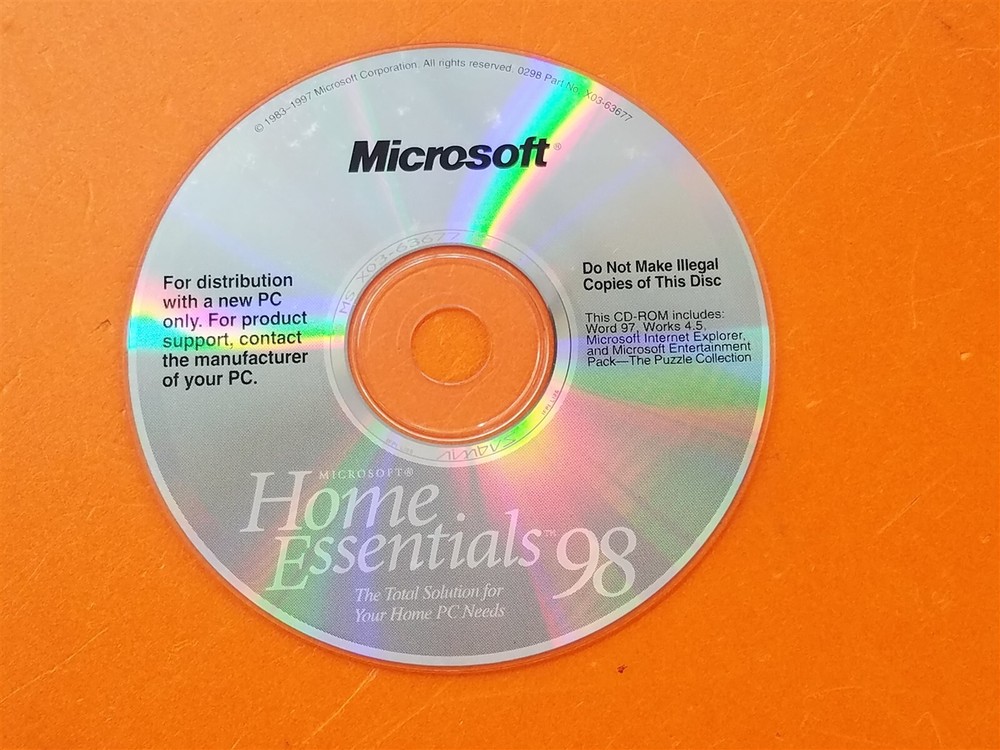 © 1983–1997 Microsoft Corporation. All rights reserved. 0298 Part No. X03-63677
Microsoft®
For distribution
with a new PC
only. For product
support, contact
the manufacturer
of your PC.
Do Not Make Illegal
Copies of This Disc
This CD-ROM includes:
Word 97, Works 4.5,
Microsoft Internet Explorer,
and Microsoft Entertainment
Pack—The Puzzle Collection
MS X03-63677
MICROSOFT®
Home
Essentials™ 98
The Total Solution for
Your Home PC Needs